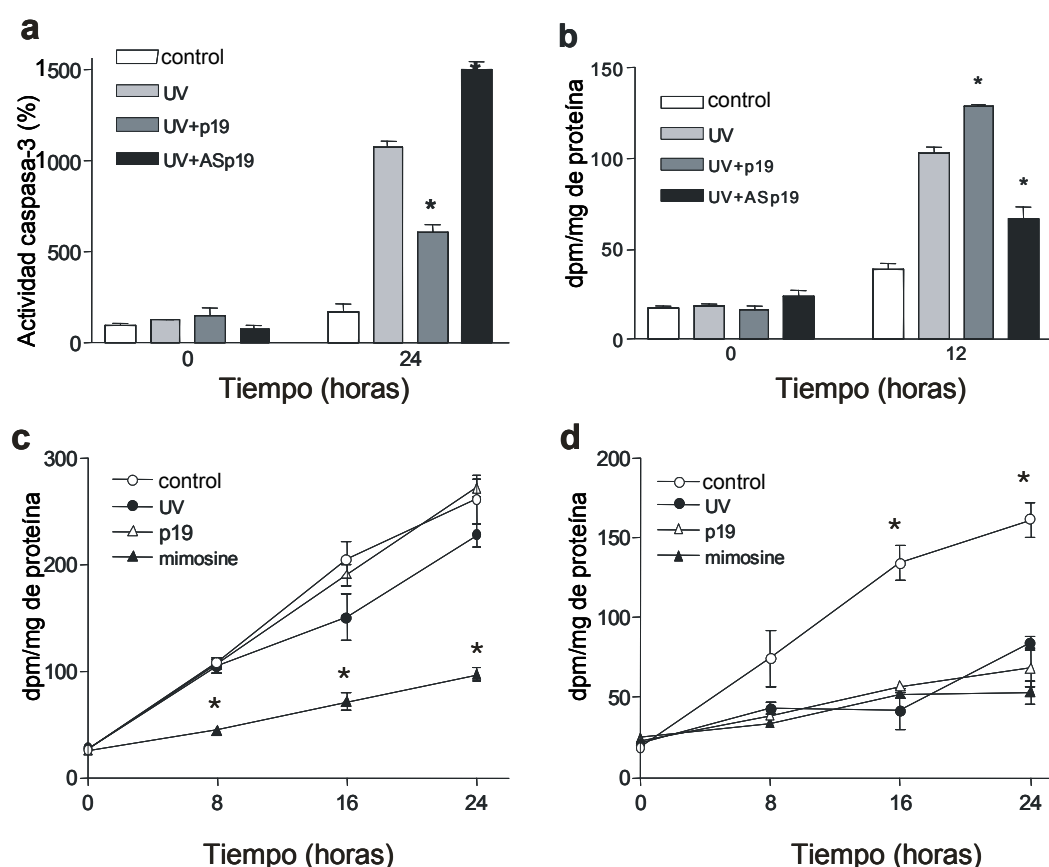 a
Actividad caspasa-3 (%)
1500
1000
500
0
control
UV
UV+p19
UV+ASp19
*
*
0
24
Tiempo (horas)
b
dpm/mg de proteína
150
100
50
0
control
UV
UV+p19
UV+ASp19
*
*
0
12
Tiempo (horas)
c
dpm/mg de proteína
300
200
100
0
control
UV
p19
mimosine
*
*
*
0
8
16
24
Tiempo (horas)
d
dpm/mg de proteína
200
150
100
50
0
control
UV
p19
mimosine
*
*
0
8
16
24
Tiempo (horas)